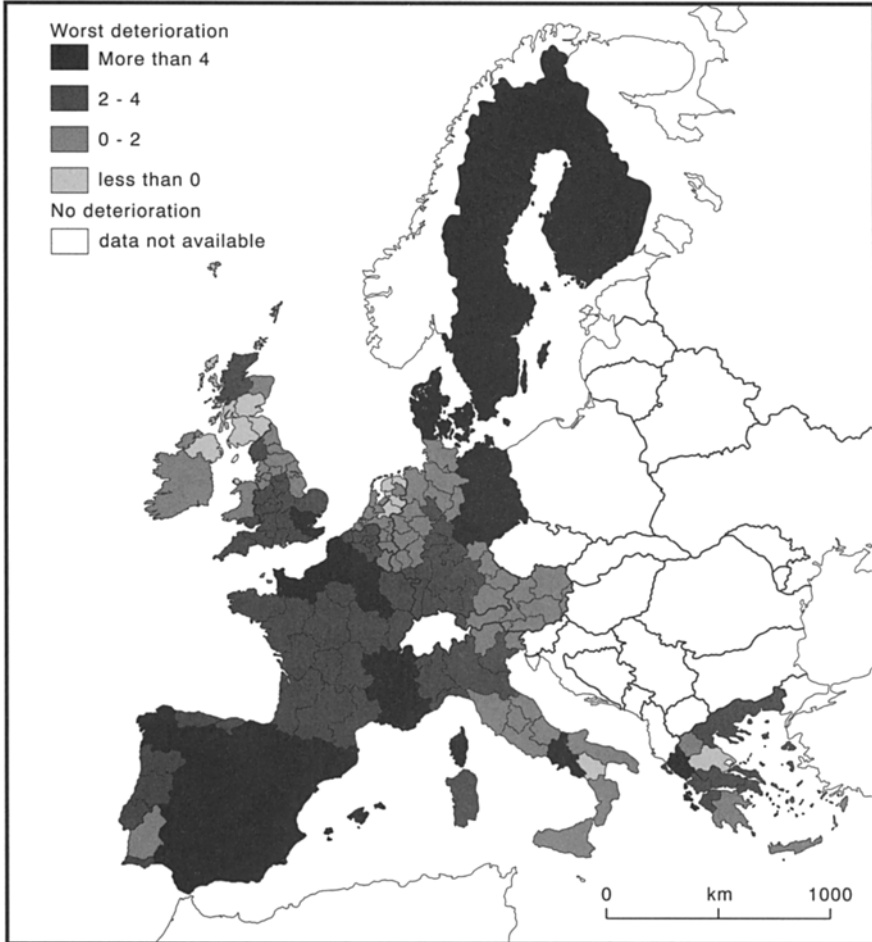 Worst deterioration
More than 4
2 - 4
0 - 2
less than 0
No deterioration
data not available
0 km 1000